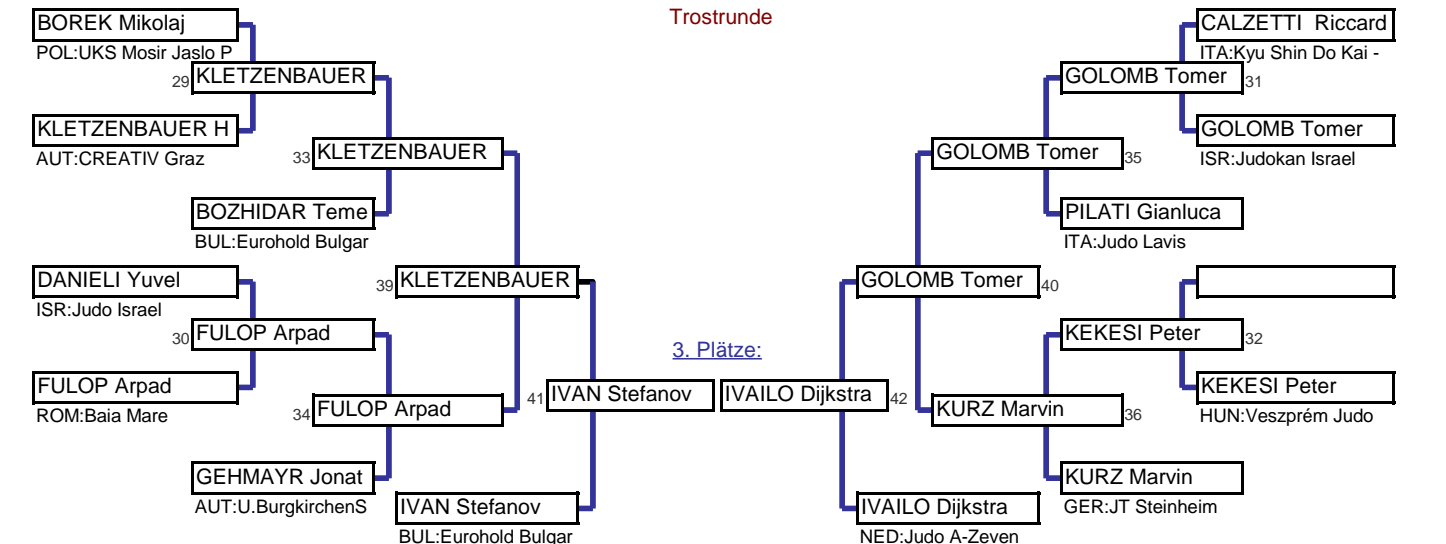 Trostrunde
BOREK Mikolaj
POL:UKS Mosir Jaslo P
29
KLETZENBAUER
KLETZENBAUER H
AUT:CREATIV Graz
33
KLETZENBAUER
BOZHIDAR Teme
BUL:Eurohold Bulgar
39
KLETZENBAUER
DANIELI Yuvel
ISR:Judo Israel
30
FULOP Arpad
FULOP Arpad
ROM:Baia Mare
34
FULOP Arpad
GEHMAYR Jonat
AUT:U.BurgkirchenS
3. Plätze:
41
IVAN Stefanov
IVAN Stefanov
BUL:Eurohold Bulgar
CALZETTI Riccard
ITA:Kyu Shin Do Kai -
GOLOMB Tomer
31
GOLOMB Tomer
ISR:Judokan Israel
GOLOMB Tomer
35
PILATI Gianluca
ITA:Judo Lavis
GOLOMB Tomer
40
KEKESI Peter
32
KEKESI Peter
HUN:Veszprém Judo
KURZ Marvin
36
KURZ Marvin
GER:JT Steinheim
IVAILO Dijkstra
42
IVAILO Dijkstra
NED:Judo A-Zeven